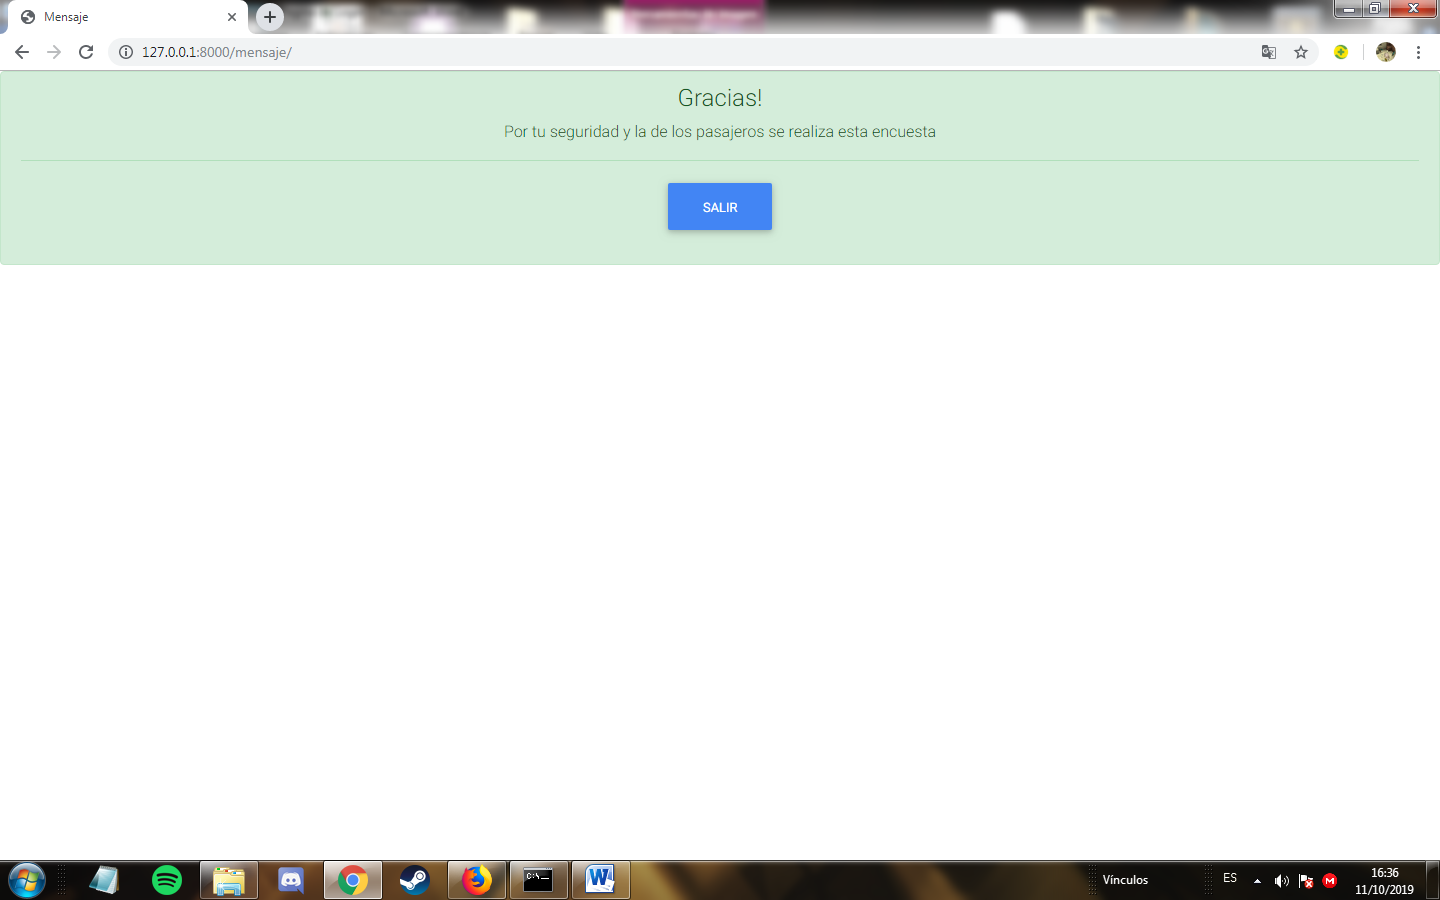 Mensaje
127.0.0.1:8000/mensaje/
Gracias!
Por tu seguridad y la de los pasajeros se realiza esta encuesta
SALIR
Vínculos
ES
16:36
11/10/2019